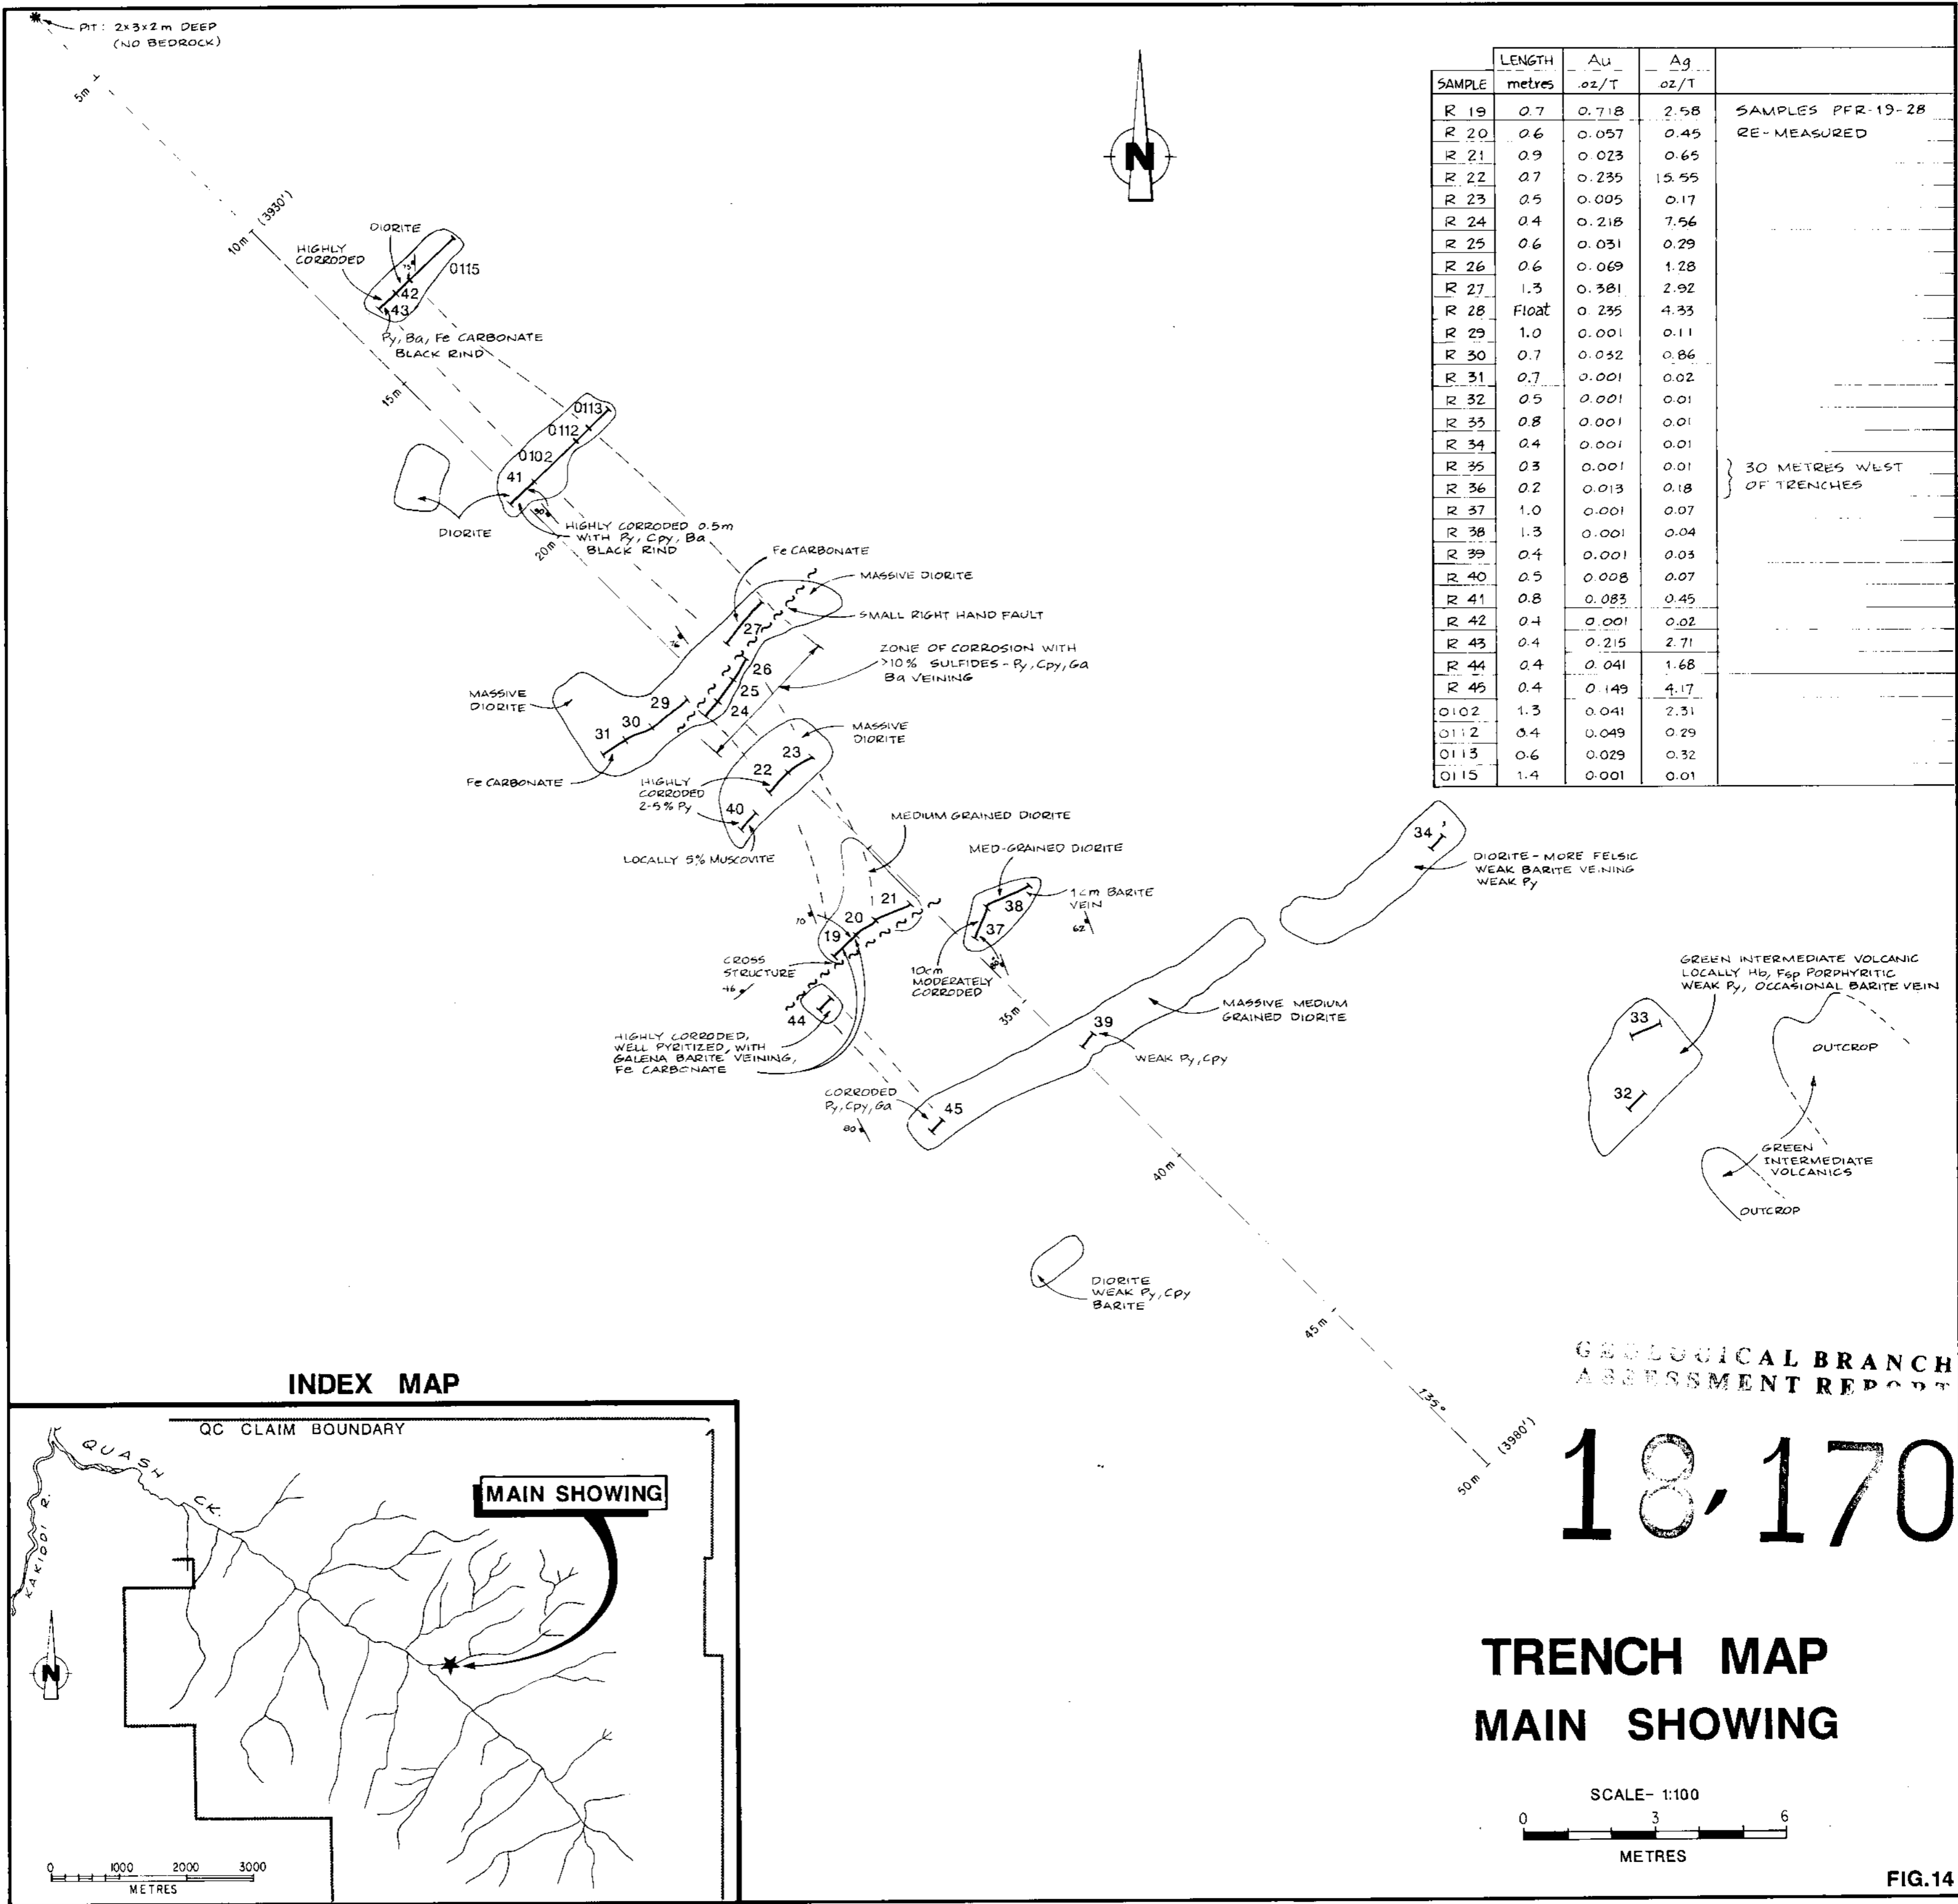 PIT: 2x3x2m DEEP
(NO BEDROCK)
5m
10m
(3930')
DIORITE
HIGHLY
CORRODED
75
0115
42
43
Py, Ba, Fe CARBONATE
BLACK RIND
15m
0113
0112
0102
41
DIORITE
HIGHLY CORRODED 0.5m
WITH Py, Cpy, Ba
BLACK RIND
20m
N
LENGTH Au Ag
SAMPLE metres oz/T oz/T
R 19 0.7 0.718 2.58 SAMPLES PFR-19-28
R 20 0.6 0.057 0.45 RE-MEASURED
R 21 0.9 0.023 0.65
R 22 0.7 0.235 15.55
R 23 0.5 0.005 0.17
R 24 0.4 0.218 7.56
R 25 0.6 0.031 0.29
R 26 0.6 0.069 1.28
R 27 1.3 0.381 2.92
R 28 Float 0.235 4.33
R 29 1.0 0.001 0.11
R 30 0.7 0.032 0.86
R 31 0.7 0.001 0.02
R 32 0.5 0.001 0.01
R 33 0.8 0.001 0.01
R 34 0.4 0.001 0.01
R 35 0.3 0.001 0.01 30 METRES WEST
R 36 0.2 0.013 0.18 OF TRENCHES
R 37 1.0 0.001 0.07
R 38 1.3 0.001 0.04
R 39 0.4 0.001 0.03
R 40 0.5 0.008 0.07
R 41 0.8 0.083 0.45
R 42 0.4 0.001 0.02
R 43 0.4 0.215 2.71
R 44 0.4 0.041 1.68
R 45 0.4 0.149 4.17
0102 1.3 0.041 2.31
0112 0.4 0.049 0.29
0113 0.6 0.029 0.32
0115 1.4 0.001 0.01
Fe CARBONATE
MASSIVE DIORITE
SMALL RIGHT HAND FAULT
27
ZONE OF CORROSION WITH
>10% SULFIDES - Py, Cpy, Ga
Ba VEINING
26
25
24
MASSIVE
DIORITE
29
30
31
Fe CARBONATE
MASSIVE
DIORITE
23
22
HIGHLY
CORRODED
2-5% Py
40
LOCALLY 5% MUSCOVITE
MEDIUM GRAINED DIORITE
MED-GRAINED DIORITE
1cm BARITE
VEIN
62
38
37
10cm
MODERATELY
CORRODED
21
20
19
70
CROSS
STRUCTURE
46
44
HIGHLY CORRODED,
WELL PYRITIZED, WITH
GALENA BARITE VEINING,
Fe CARBONATE
35m
34
DIORITE - MORE FELSIC
WEAK BARITE VEINING
WEAK Py
MASSIVE MEDIUM
GRAINED DIORITE
39
WEAK Py, Cpy
CORRODED
Py, Cpy, Ga
80
45
GREEN INTERMEDIATE VOLCANIC
LOCALLY Hb, Fsp PORPHYRITIC
WEAK Py, OCCASIONAL BARITE VEIN
33
32
OUTCROP
GREEN
INTERMEDIATE
VOLCANICS
OUTCROP
40m
DIORITE
WEAK Py, Cpy
BARITE
45m
135°
(3980')
50m
GEOLOGICAL BRANCH
ASSESSMENT REPORT
18,170
INDEX MAP
QC CLAIM BOUNDARY
QUASH CK.
KAKIDDI R.
MAIN SHOWING
N
0 1000 2000 3000
METRES
TRENCH MAP
MAIN SHOWING
SCALE- 1:100
0 3 6
METRES
FIG.14